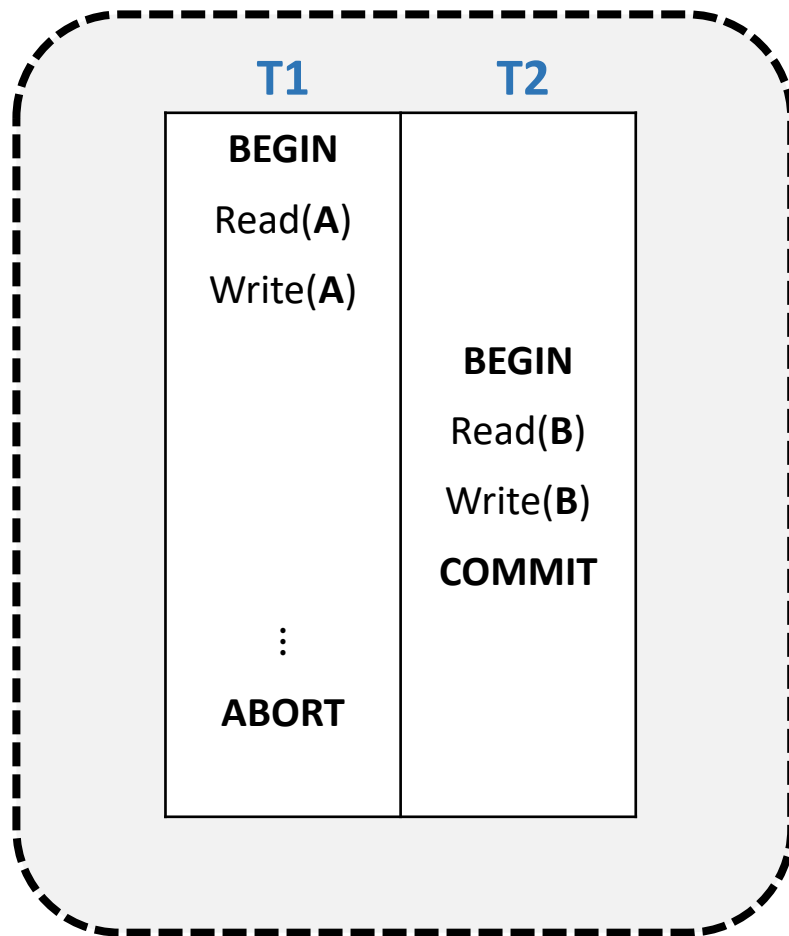 T1 T2
BEGIN
Read(A)
Write(A)
BEGIN
Read(B)
Write(B)
COMMIT
⋮
ABORT